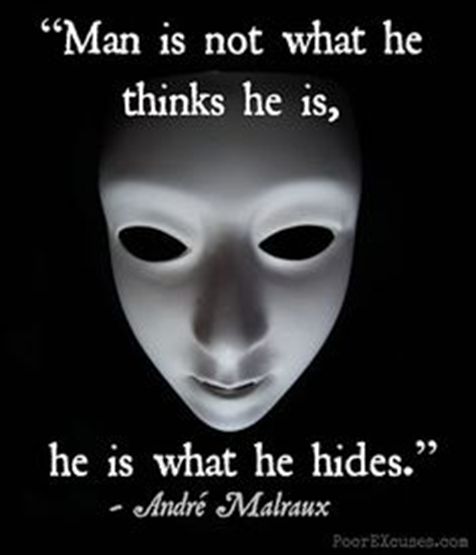 “Man is not what he
thinks he is,
he is what he hides.”
- André Malraux
PoorEXcuses.com